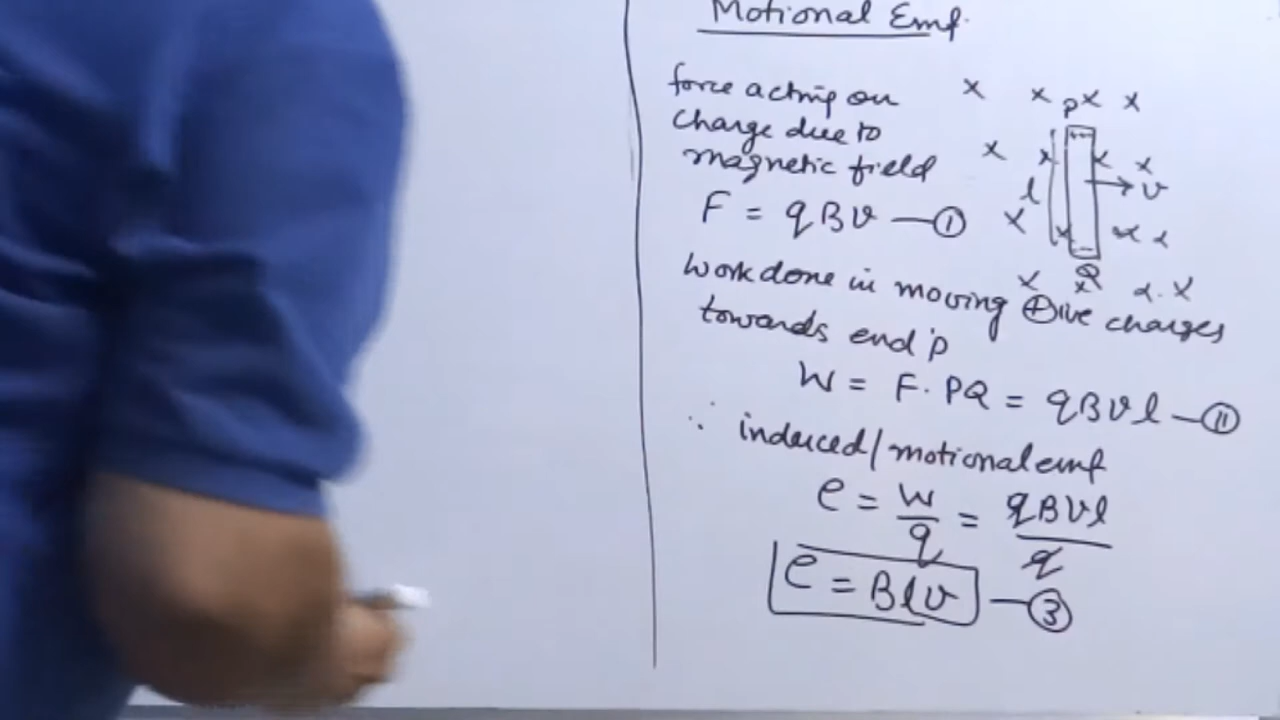 Motional Emf.
force acting on
charge due to
magnetic field
F = qBv —①
work done in moving ⊕ive charges
towards end 'p
W = F. PQ = qBvl —⑪
∴ induced/motional emf
e = W/q = qBvl/q
e = Blv —③
x x P x x
x x x x
l → v
x x x x
Q
x x x. x